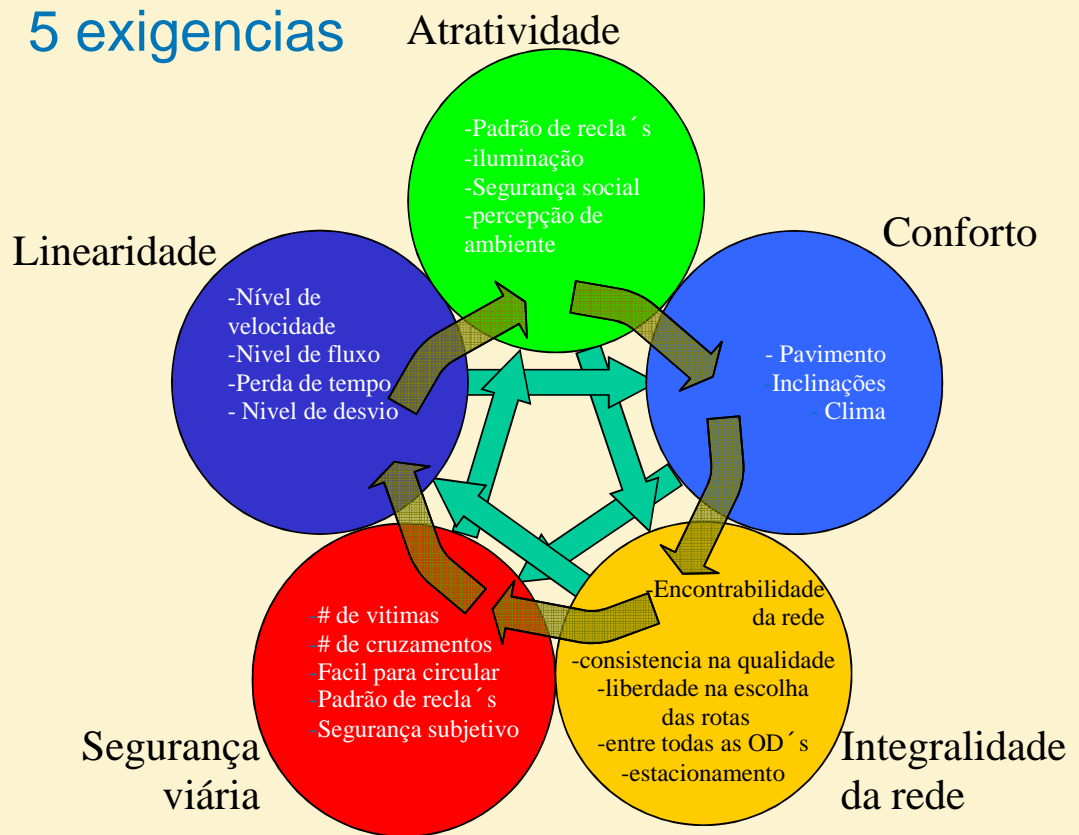 5 exigencias
Atratividade
-Padrão de recla´s
-iluminação
-Segurança social
-percepção de
ambiente
Linearidade
-Nível de
velocidade
-Nivel de fluxo
-Perda de tempo
- Nivel de desvio
Conforto
- Pavimento
-Inclinações
- Clima
Segurança
viária
-# de vitimas
-# de cruzamentos
-Facil para circular
-Padrão de recla´s
-Segurança subjetivo
Integralidade
da rede
-Encontrabilidade
da rede
-consistencia na qualidade
-liberdade na escolha
das rotas
-entre todas as OD´s
-estacionamento